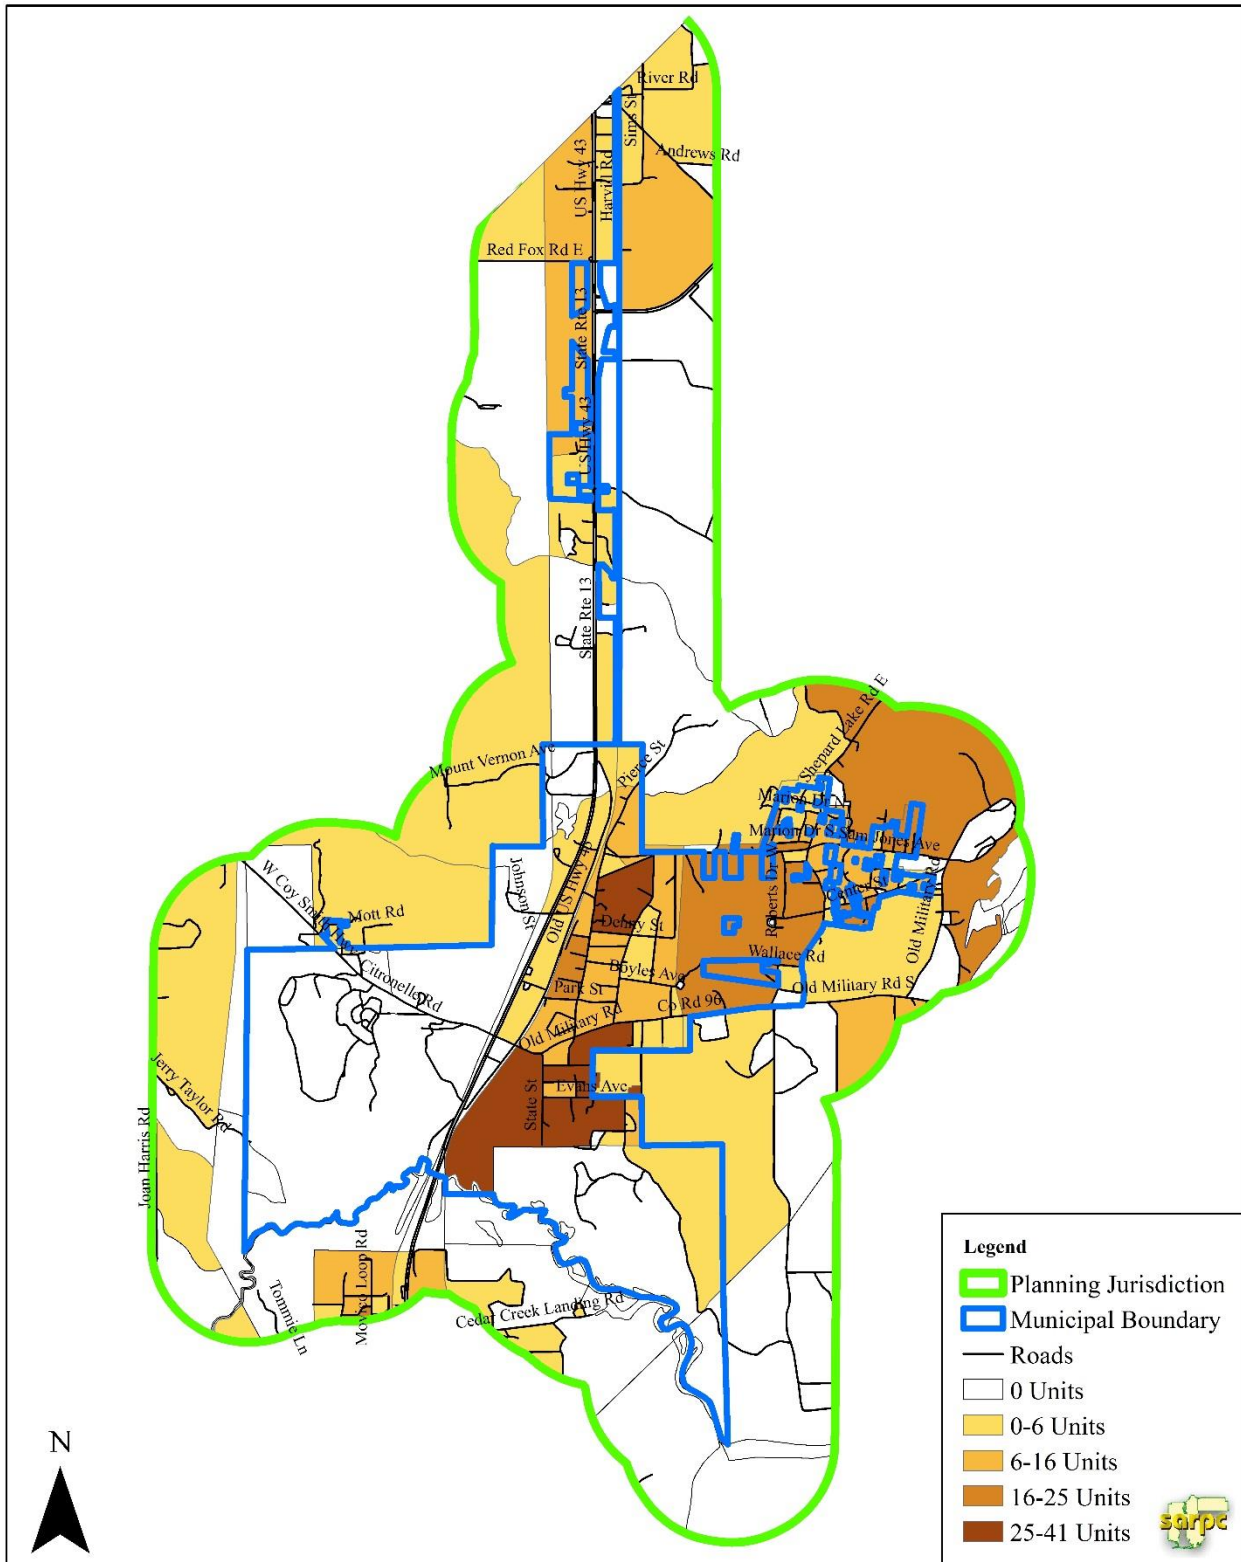 River Rd
Sims St
Andrews Rd
US Hwy 43
Harvill Rd
Red Fox Rd E
State Rte 13
US Hwy 43
State Rte 13
Shepard Lake Rd E
Mount Vernon Ave
Pierce St
Marion Dr N
Marion Dr S
Sam Jones Ave
Johnson St
Old US Hwy 43
W Coy Smith Hwy
Mott Rd
Roberts Dr W
Center St
Old Military Rd
Denny St
Wallace Rd
Boyles Ave
Citronelle Rd
Park St
Co Rd 96
Old Military Rd S
Old Military Rd
Jerry Taylor Rd
Evans Ave
State St
Joan Harris Rd
Movico Loop Rd
Tommie Ln
Cedar Creek Landing Rd
N
Legend
Planning Jurisdiction
Municipal Boundary
Roads
0 Units
0-6 Units
6-16 Units
16-25 Units
25-41 Units
sarpc